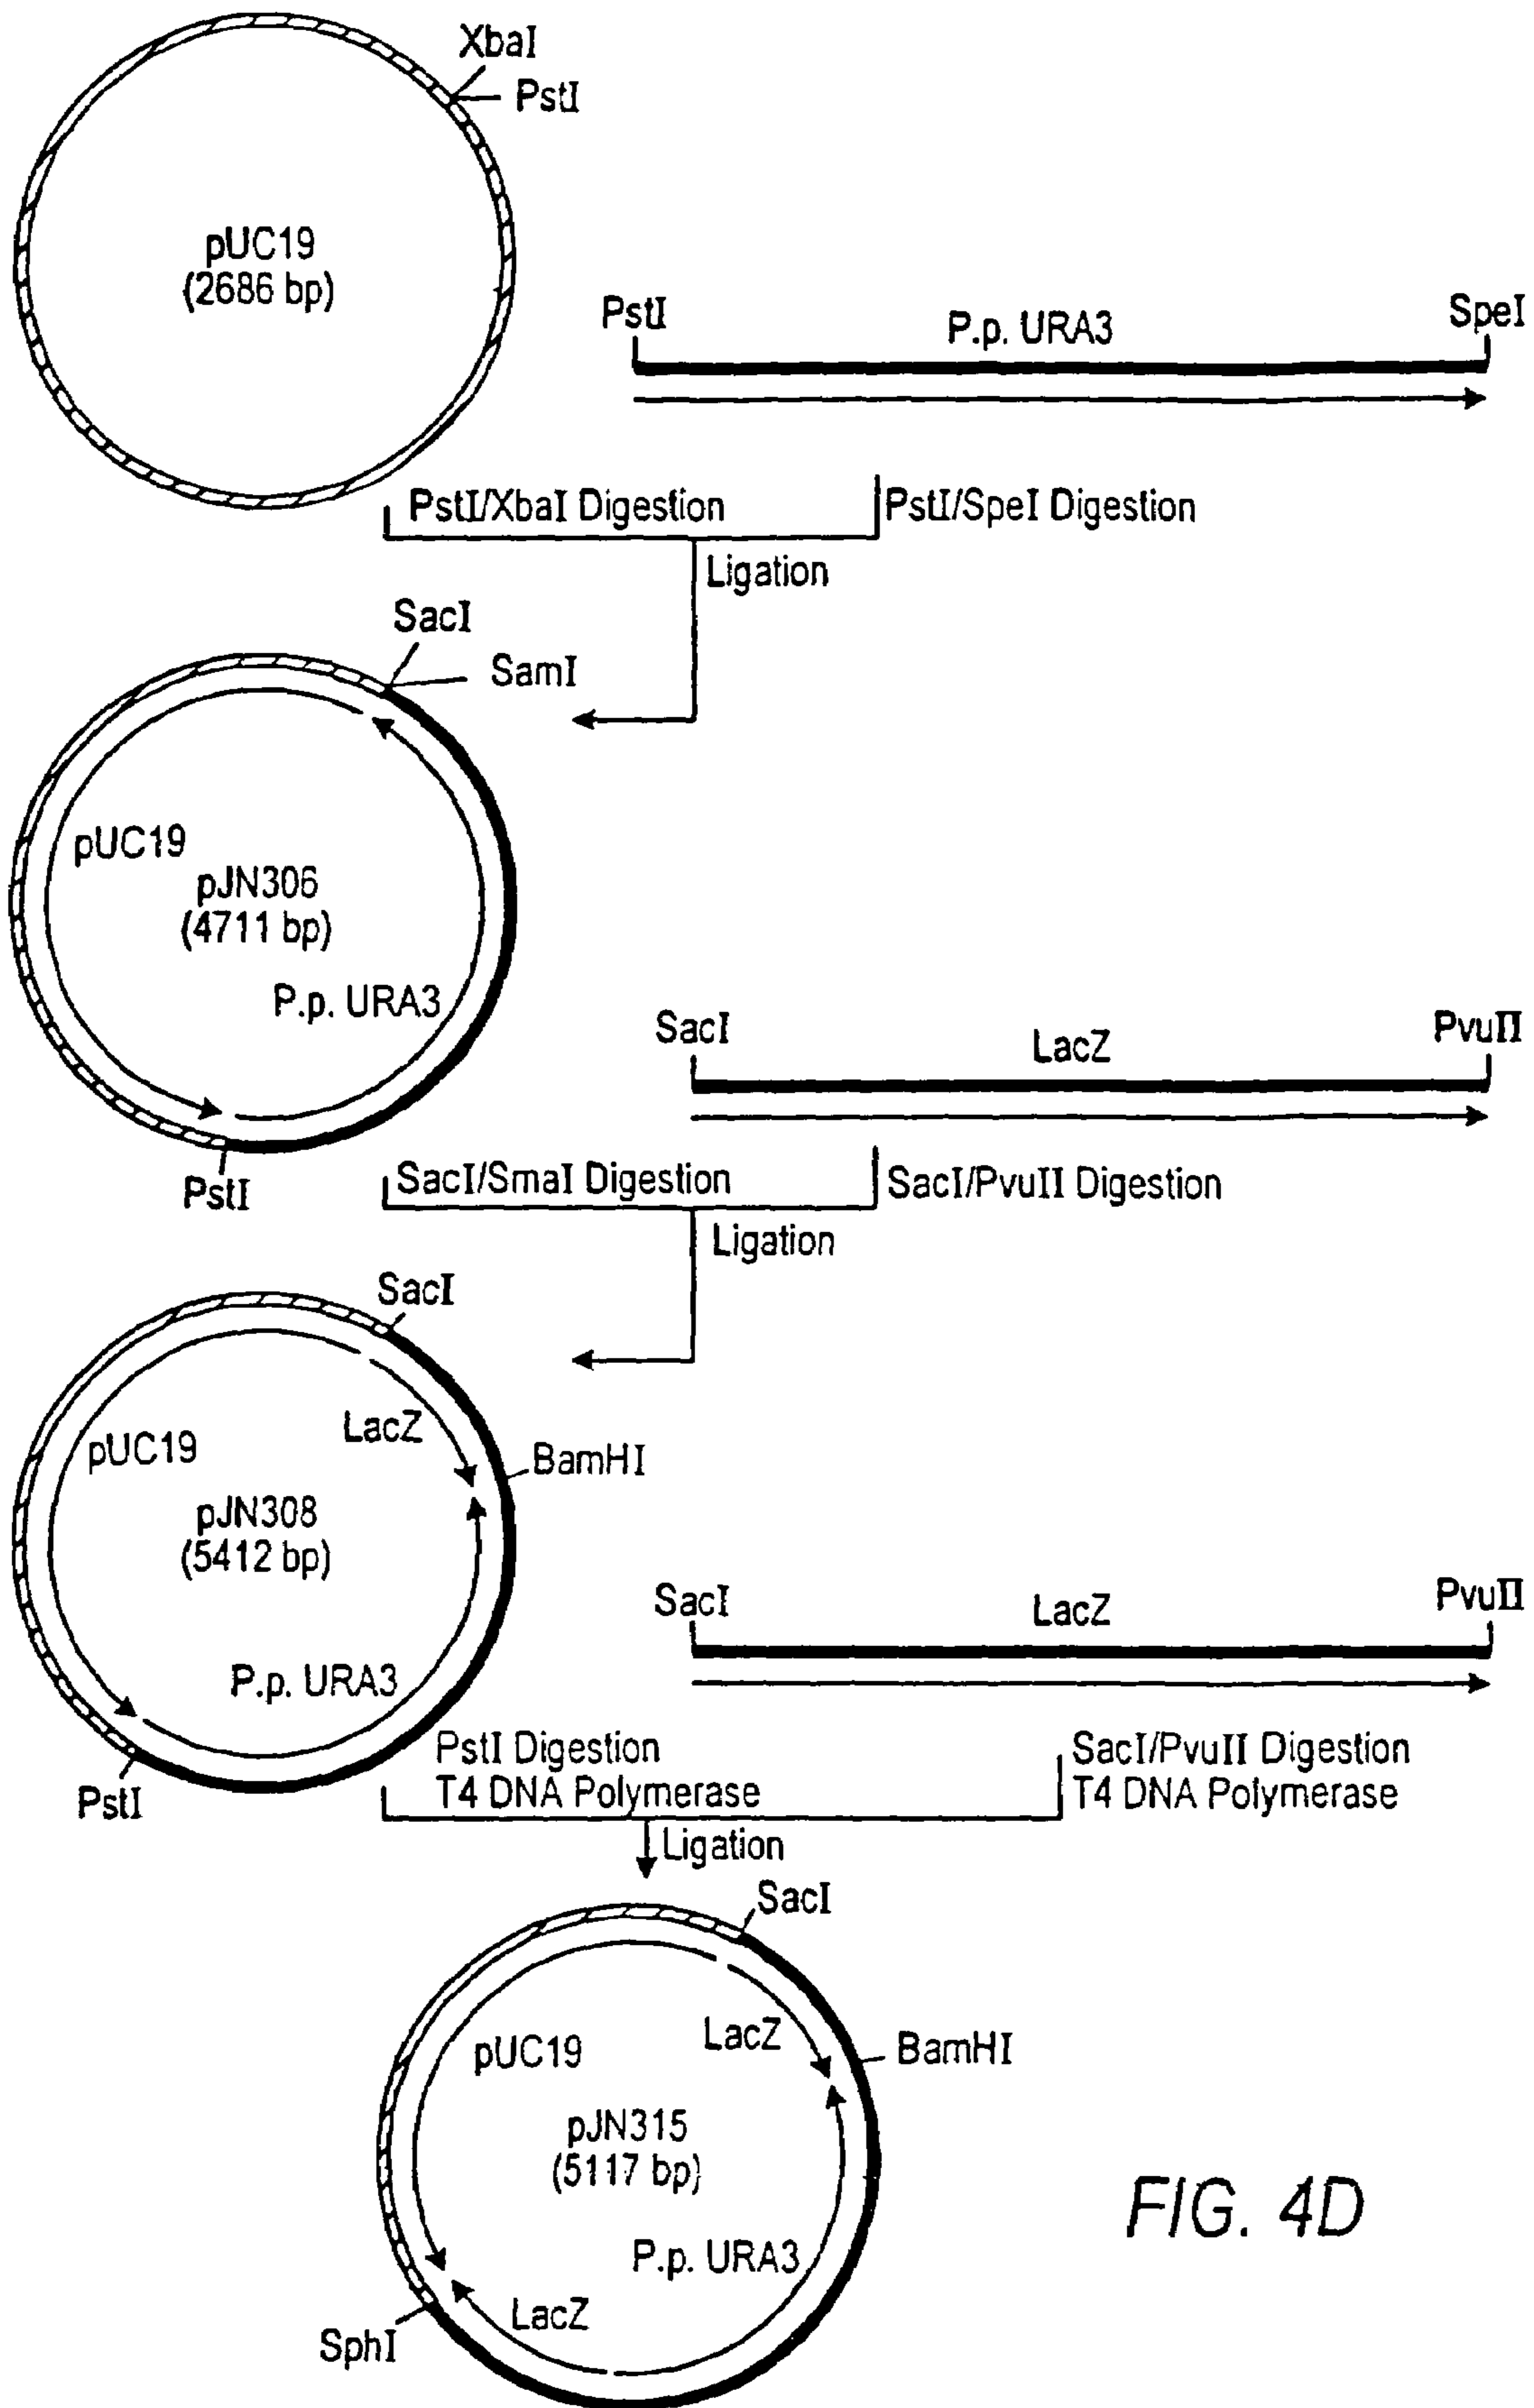 XbaI
PstI
pUC19
(2686 bp)
PstI
P.p. URA3
SpeI
PstI/XbaI Digestion
PstI/SpeI Digestion
Ligation
SacI
SamI
pUC19
pJN306
(4711 bp)
P.p. URA3
PstI
SacI
LacZ
PvuII
SacI/SmaI Digestion
SacI/PvuII Digestion
Ligation
SacI
LacZ
pUC19
BamHI
pJN308
(5412 bp)
P.p. URA3
PstI
SacI
LacZ
PvuII
PstI Digestion
T4 DNA Polymerase
SacI/PvuII Digestion
T4 DNA Polymerase
Ligation
SacI
LacZ
pUC19
BamHI
pJN315
(5117 bp)
P.p. URA3
LacZ
SphI
FIG. 4D